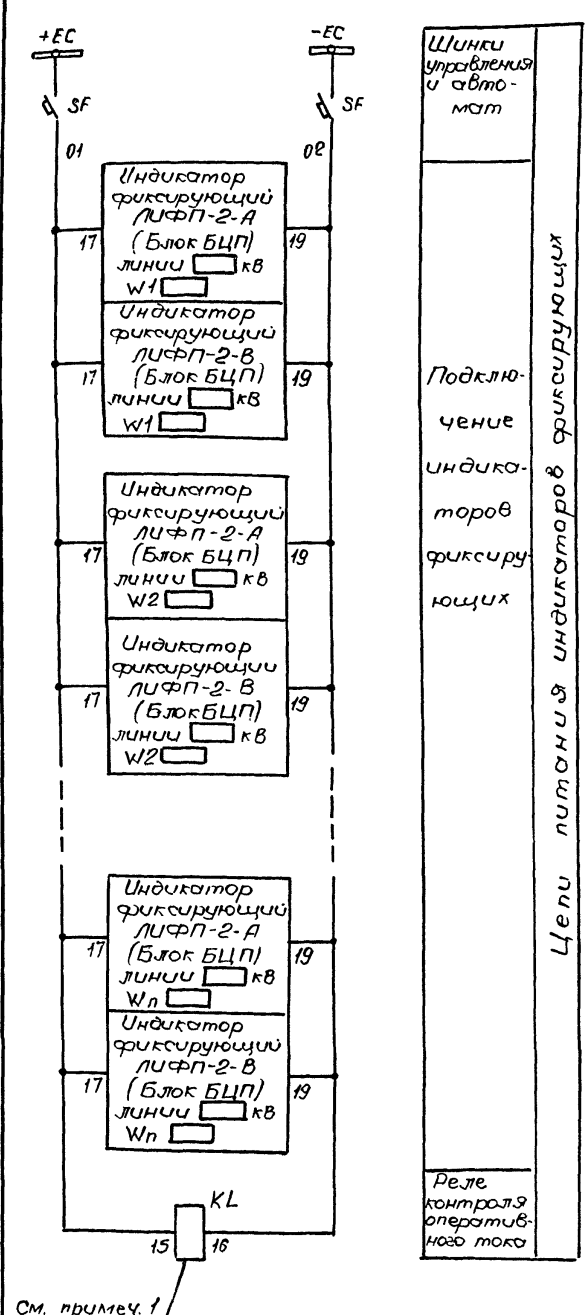 +EC
-EC
SF
SF
01
02
Индикатор
фиксирующий
ЛИФП-2-А
(Блок БЦП)
линии кВ
W1
17
19
Индикатор
фиксирующий
ЛИФП-2-В
(Блок БЦП)
линии кВ
W1
17
19
Индикатор
фиксирующий
ЛИФП-2-А
(Блок БЦП)
линии кВ
W2
17
19
Индикатор
фиксирующий
ЛИФП-2-В
(Блок БЦП)
линии кВ
W2
17
19
Индикатор
фиксирующий
ЛИФП-2-А
(Блок БЦП)
линии кВ
Wn
17
19
Индикатор
фиксирующий
ЛИФП-2-В
(Блок БЦП)
линии кВ
Wn
17
19
KL
15
16
См. примеч. 1
Шинки
управления
и авто-
мат
Подклю-
чение
индика-
торов
фиксиру-
ющих
Реле
контроля
оператив-
ного тока
Цепи питания индикаторов фиксирующих